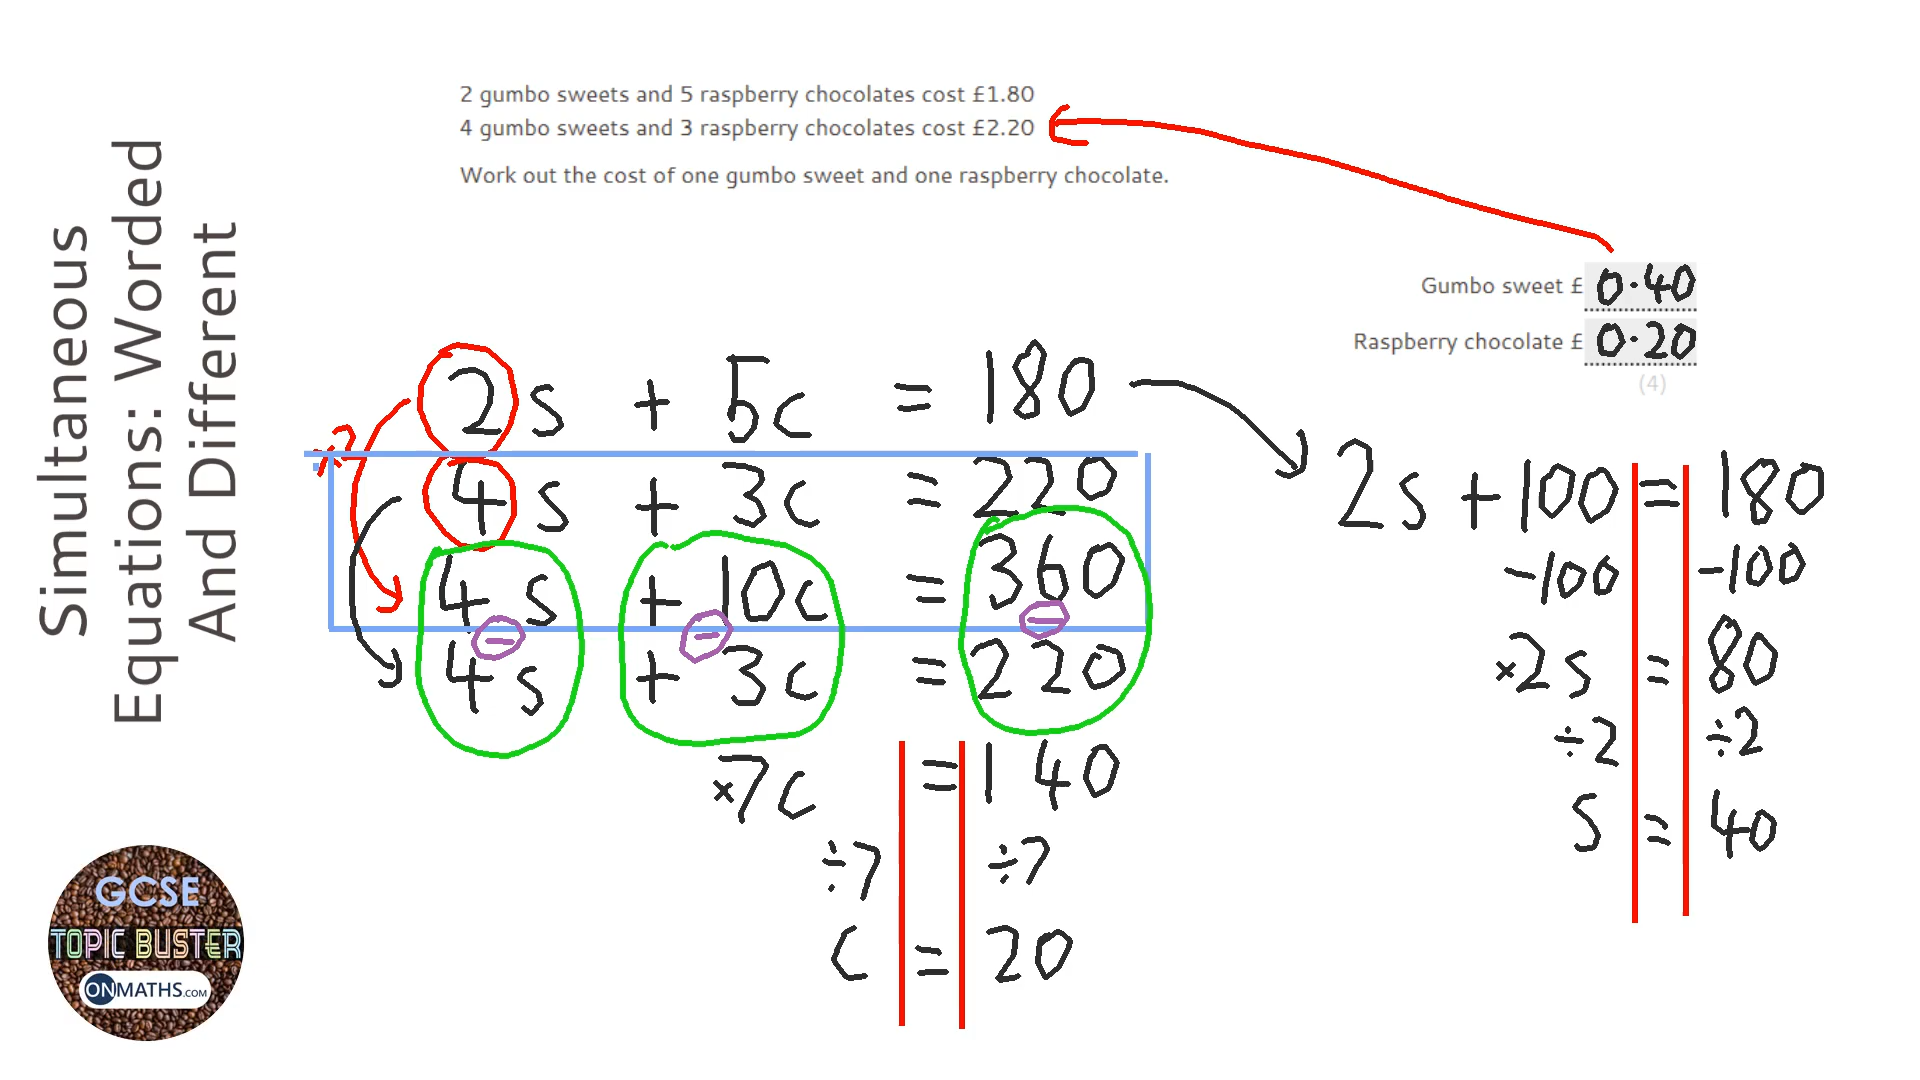 Simultaneous
Equations: Worded
And Different
2 gumbo sweets and 5 raspberry chocolates cost £1.80
4 gumbo sweets and 3 raspberry chocolates cost £2.20
Work out the cost of one gumbo sweet and one raspberry chocolate.
Gumbo sweet £ 0.40
Raspberry chocolate £ 0.20
(4)
2s + 5c = 180
×2
4s + 3c = 220
4s + 10c = 360
− − −
4s + 3c = 220
×7c = 140
÷7 ÷7
c = 20
2s + 100 = 180
-100 -100
×2s = 80
÷2 ÷2
s = 40
GCSE
TOPIC BUSTER
ONMATHS.COM